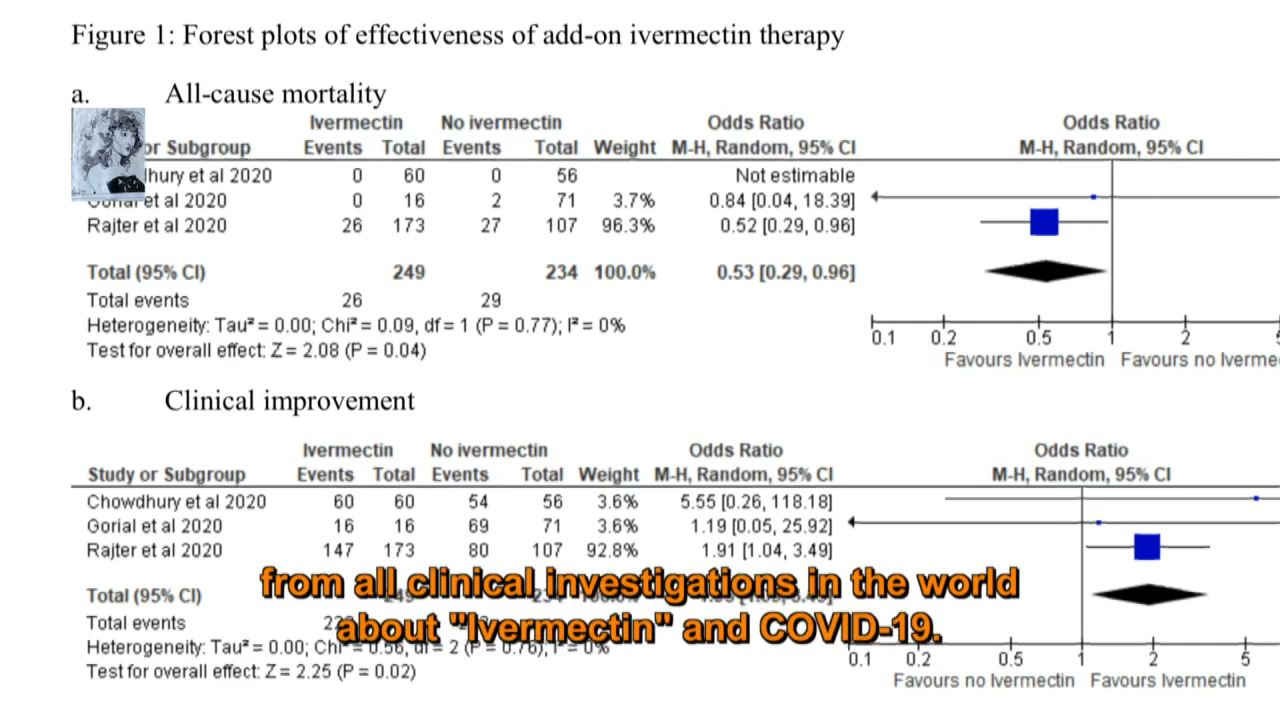 Figure 1: Forest plots of effectiveness of add-on ivermectin therapy
a. All-cause mortality
Ivermectin No ivermectin Odds Ratio Odds Ratio
or Subgroup Events Total Events Total Weight M-H, Random, 95% CI M-H, Random, 95% CI
hury et al 2020 0 60 0 56 Not estimable
et al 2020 0 16 2 71 3.7% 0.84 [0.04, 18.39]
Rajter et al 2020 26 173 27 107 96.3% 0.52 [0.29, 0.96]
Total (95% CI) 249 234 100.0% 0.53 [0.29, 0.96]
Total events 26 29
Heterogeneity: Tau² = 0.00; Chi² = 0.09, df = 1 (P = 0.77); I² = 0%
Test for overall effect: Z = 2.08 (P = 0.04)
0.1 0.2 0.5 1 2
Favours Ivermectin Favours no Iverme
b. Clinical improvement
Ivermectin No ivermectin Odds Ratio Odds Ratio
Study or Subgroup Events Total Events Total Weight M-H, Random, 95% CI M-H, Random, 95% CI
Chowdhury et al 2020 60 60 54 56 3.6% 5.55 [0.26, 118.18]
Gorial et al 2020 16 16 69 71 3.6% 1.19 [0.05, 25.92]
Rajter et al 2020 147 173 80 107 92.8% 1.91 [1.04, 3.49]
from all clinical investigations in the world
Total (95% CI)
about "Ivermectin" and COVID-19.
Total events
Heterogeneity: Tau² = 0.00; Chi² = 0.56, df = 2 (P = 0.76); I² = 0%
Test for overall effect: Z = 2.25 (P = 0.02)
0.1 0.2 0.5 1 2 5
Favours no Ivermectin Favours Ivermectin